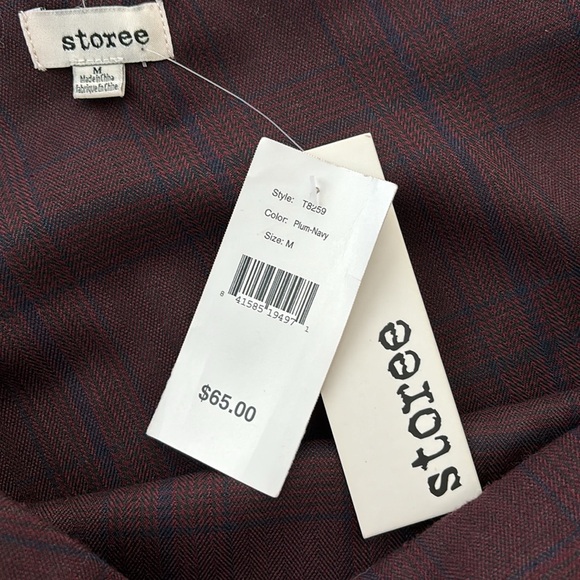 storee
M
Made in China
Fabriqué En Chine
Style: T8259
Color: Plum-Navy
Size: M
8 41585 19497 1
$65.00
storee